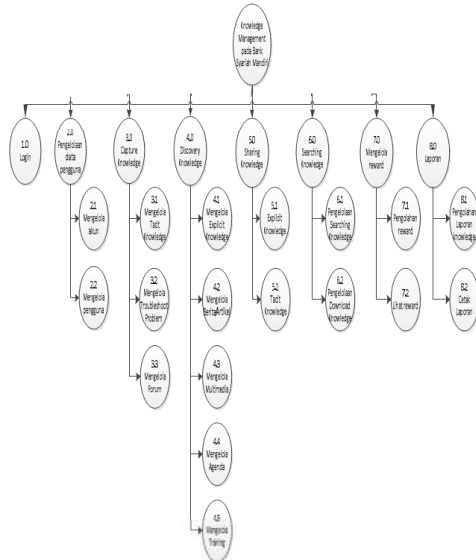 Knowledge
Management
pada Bank
Syariah Mandiri
1.0
Login
2.0
Pengelolaan
data
pengguna
3.0
Capture
Knowledge
4.0
Discovery
Knowledge
5.0
Sharing
Knowledge
6.0
Searching
Knowledge
7.0
Mengelola
reward
8.0
Laporan
2.1
Mengelola
akun
2.2
Mengelola
pengguna
3.1
Mengelola
Tacit
Knowledge
3.2
Mengelola
Troubleshoot
Problem
3.3
Mengelola
Forum
4.1
Mengelola
Explicit
Knowledge
4.2
Mengelola
Berita/Artikel
4.3
Mengelola
Multimedia
4.4
Mengelola
Agenda
4.5
Mengelola
Training
5.1
Explicit
Knowledge
5.2
Tacit
Knowledge
6.1
Pengelolaan
Searching
Knowledge
6.2
Pengelolaan
Download
Knowledge
7.1
Pengolahan
reward
7.2
Lihat reward
8.1
Pengolahan
Laporan
knowledge
8.2
Cetak
Laporan